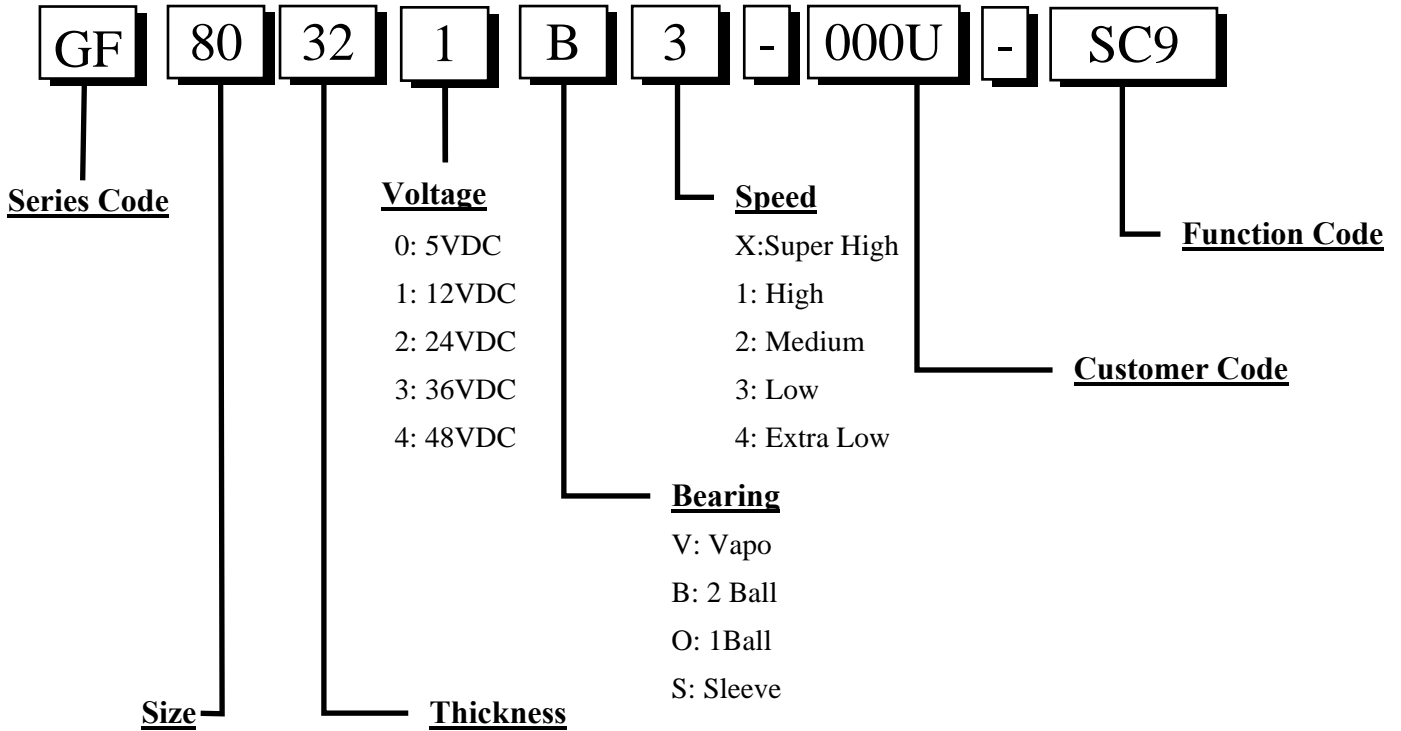 GF 80 32 1 B 3 - 000U - SC9
Series Code
Voltage
0: 5VDC
1: 12VDC
2: 24VDC
3: 36VDC
4: 48VDC
Speed
X:Super High
1: High
2: Medium
3: Low
4: Extra Low
Function Code
Customer Code
Bearing
V: Vapo
B: 2 Ball
O: 1Ball
S: Sleeve
Size
Thickness